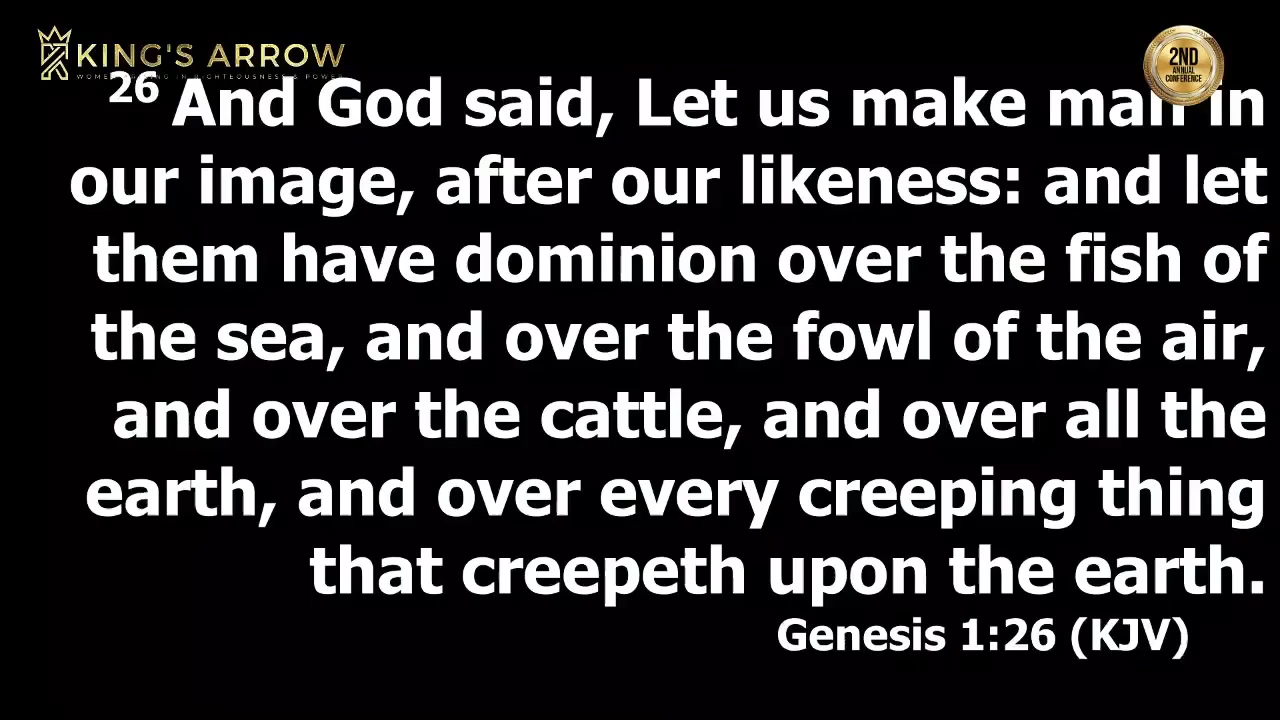 KING'S ARROW
2ND
ANNUAL
CONFERENCE
26 And God said, Let us make man in
our image, after our likeness: and let
them have dominion over the fish of
the sea, and over the fowl of the air,
and over the cattle, and over all the
earth, and over every creeping thing
that creepeth upon the earth.
Genesis 1:26 (KJV)